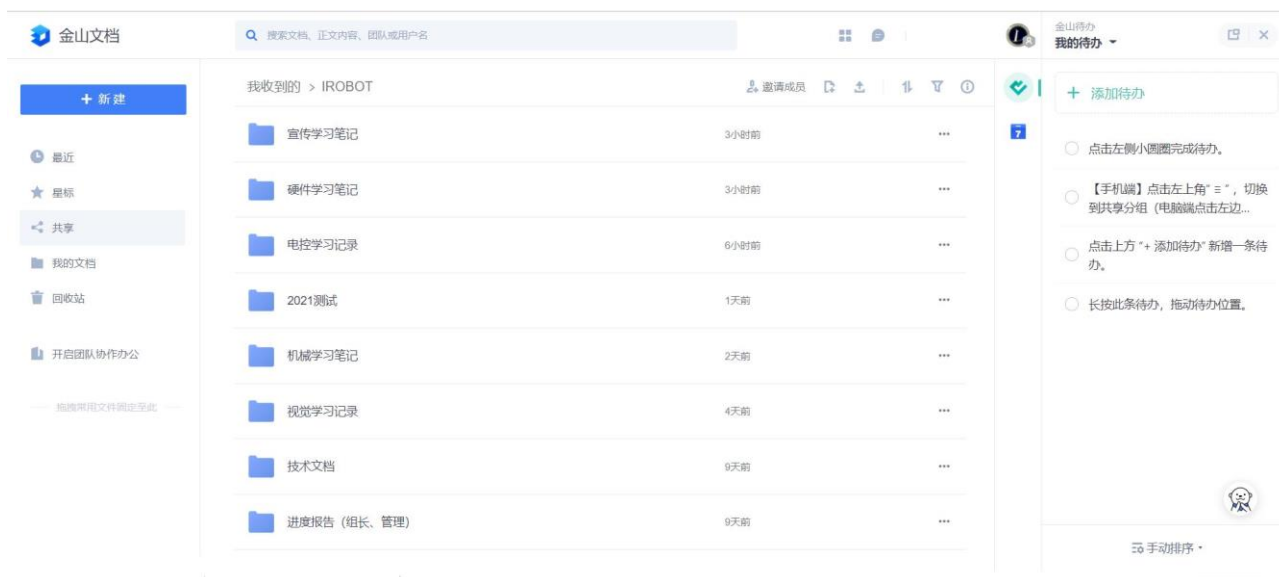 金山文档
搜索文档、正文内容、团队或用户名
+ 新建
最近
星标
共享
我的文档
回收站
开启团队协作办公
拖拽常用文件固定至此
我收到的 > IROBOT
邀请成员
宣传学习笔记 3小时前
硬件学习笔记 3小时前
电控学习记录 6小时前
2021测试 1天前
机械学习笔记 2天前
视觉学习记录 4天前
技术文档 9天前
进度报告（组长、管理） 9天前
7
金山待办
我的待办
+ 添加待办
点击左侧小圆圈完成待办。
【手机端】点击左上角“≡”，切换
到共享分组（电脑端点击左边...
点击上方“+ 添加待办”新增一条待
办。
长按此条待办，拖动待办位置。
手动排序